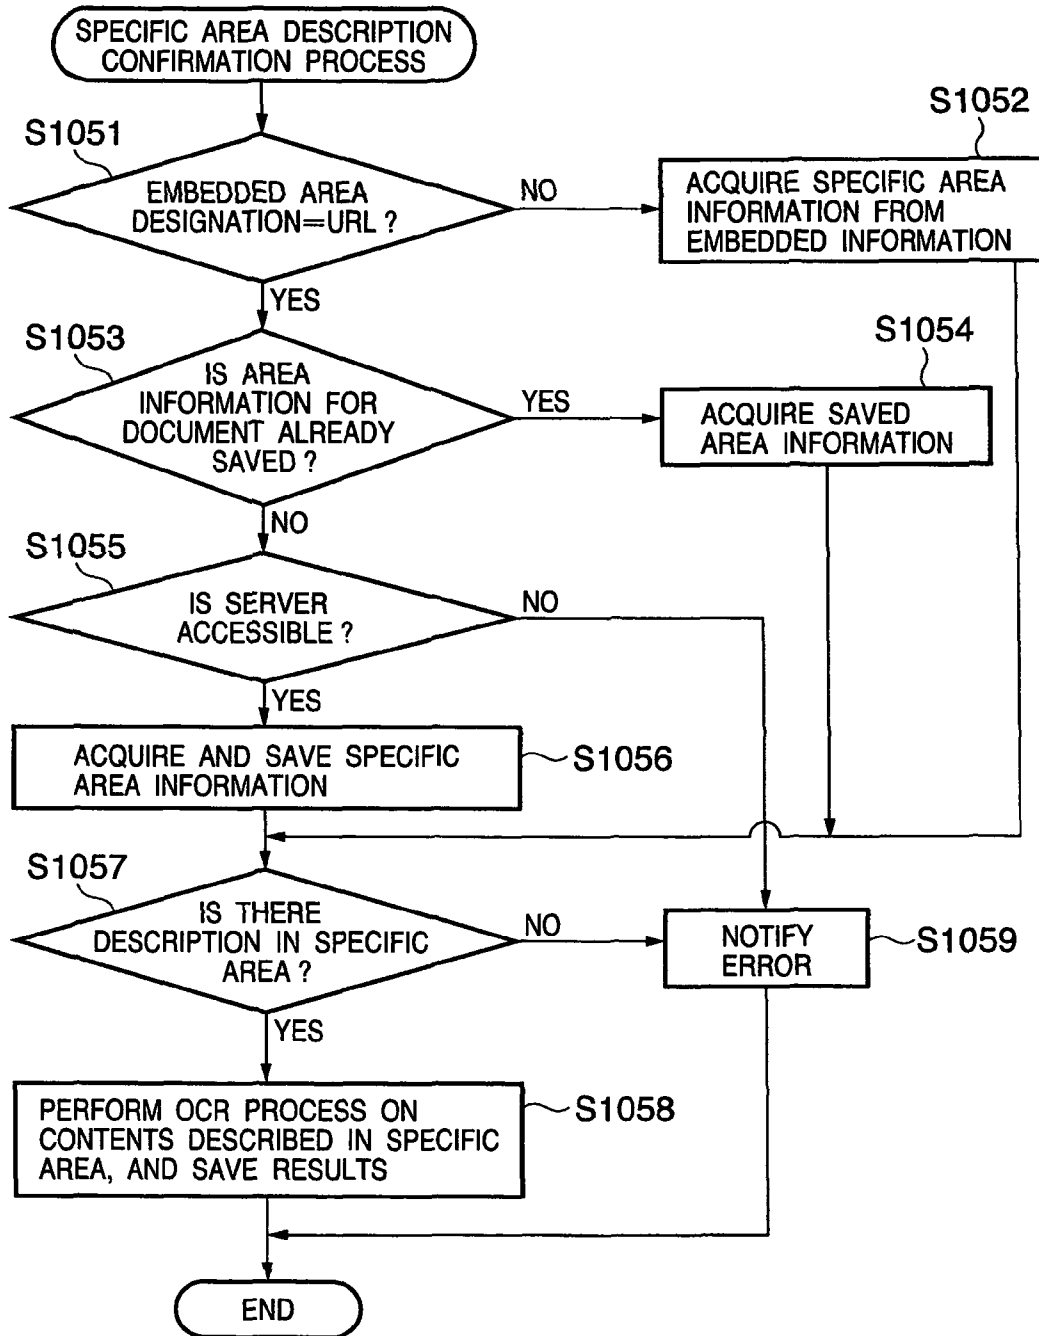 SPECIFIC AREA DESCRIPTION
CONFIRMATION PROCESS
S1051
EMBEDDED AREA
DESIGNATION=URL ?
NO
S1052
ACQUIRE SPECIFIC AREA
INFORMATION FROM
EMBEDDED INFORMATION
YES
S1053
IS AREA
INFORMATION FOR
DOCUMENT ALREADY
SAVED ?
YES
S1054
ACQUIRE SAVED
AREA INFORMATION
NO
S1055
IS SERVER
ACCESSIBLE ?
NO
YES
ACQUIRE AND SAVE SPECIFIC
AREA INFORMATION
S1056
S1057
IS THERE
DESCRIPTION IN SPECIFIC
AREA ?
NO
NOTIFY
ERROR
S1059
YES
PERFORM OCR PROCESS ON
CONTENTS DESCRIBED IN SPECIFIC
AREA, AND SAVE RESULTS
S1058
END